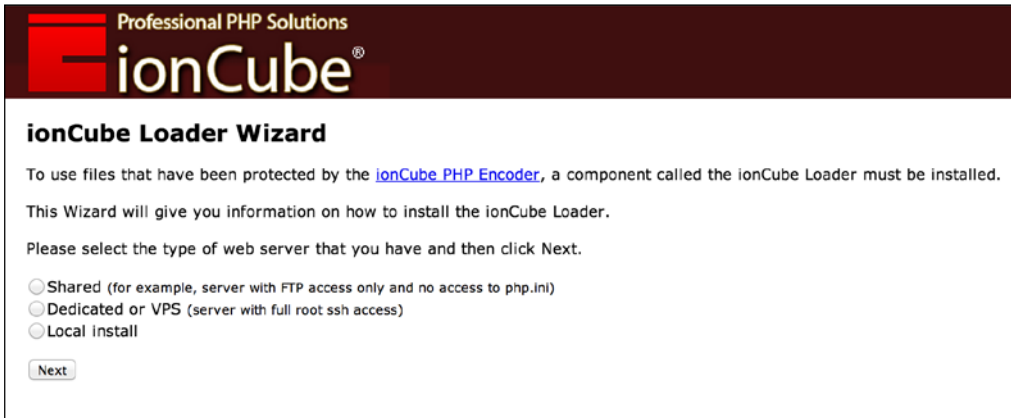 Professional PHP Solutions
ionCube®
ionCube Loader Wizard
To use files that have been protected by the ionCube PHP Encoder, a component called the ionCube Loader must be installed.
This Wizard will give you information on how to install the ionCube Loader.
Please select the type of web server that you have and then click Next.
Shared (for example, server with FTP access only and no access to php.ini)
Dedicated or VPS (server with full root ssh access)
Local install
Next